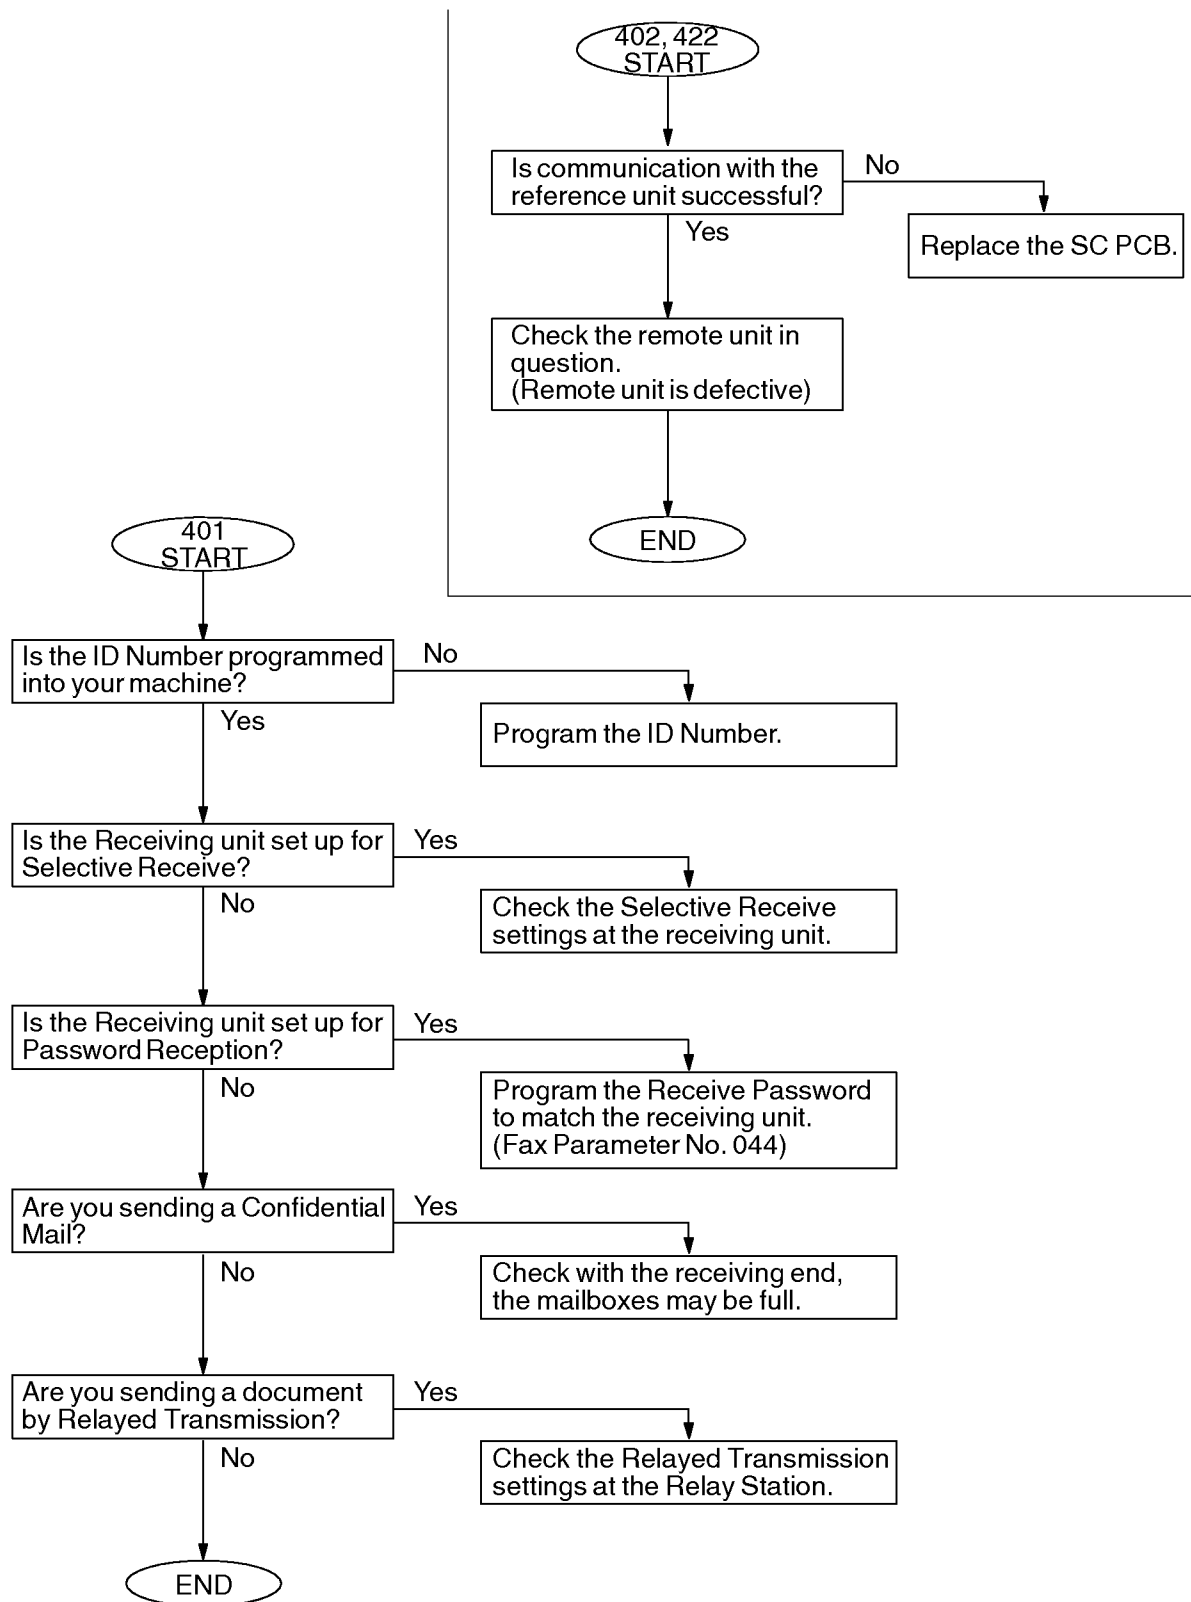 402, 422
START
Is communication with the
reference unit successful?
No
Replace the SC PCB.
Yes
Check the remote unit in
question.
(Remote unit is defective)
END
401
START
Is the ID Number programmed
into your machine?
No
Program the ID Number.
Yes
Is the Receiving unit set up for
Selective Receive?
Yes
Check the Selective Receive
settings at the receiving unit.
No
Is the Receiving unit set up for
Password Reception?
Yes
Program the Receive Password
to match the receiving unit.
(Fax Parameter No. 044)
No
Are you sending a Confidential
Mail?
Yes
Check with the receiving end,
the mailboxes may be full.
No
Are you sending a document
by Relayed Transmission?
Yes
Check the Relayed Transmission
settings at the Relay Station.
No
END